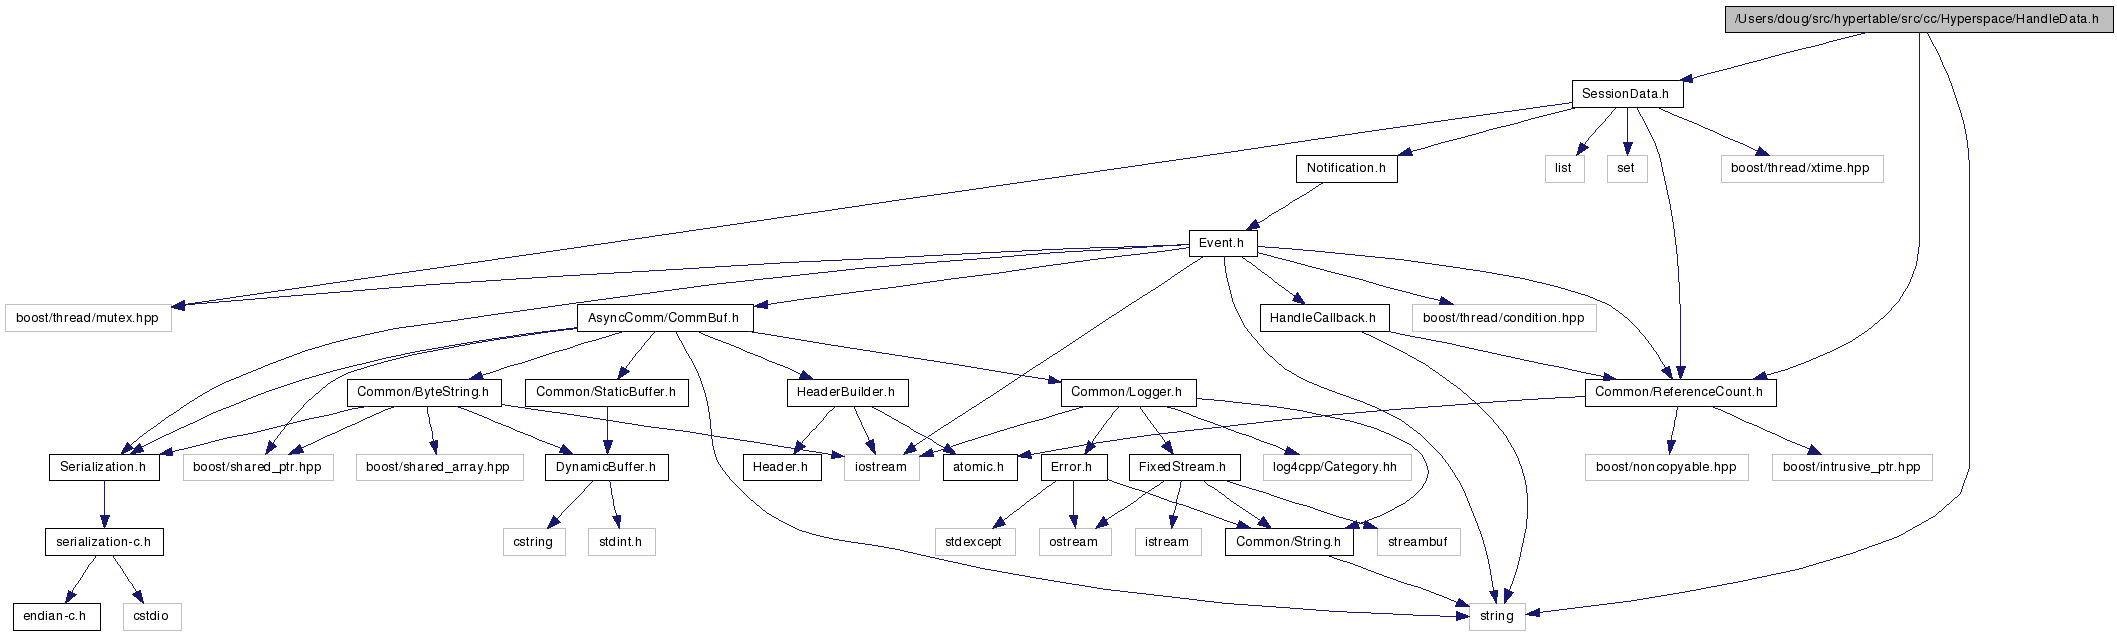 /Users/doug/src/hypertable/src/cc/Hyperspace/HandleData.h
SessionData.h
Notification.h
list
set
boost/thread/xtime.hpp
Event.h
boost/thread/mutex.hpp
AsyncComm/CommBuf.h
HandleCallback.h
boost/thread/condition.hpp
Common/ByteString.h
Common/StaticBuffer.h
HeaderBuilder.h
Common/Logger.h
Common/ReferenceCount.h
Serialization.h
boost/shared_ptr.hpp
boost/shared_array.hpp
DynamicBuffer.h
Header.h
iostream
atomic.h
Error.h
FixedStream.h
log4cpp/Category.hh
boost/noncopyable.hpp
boost/intrusive_ptr.hpp
serialization-c.h
cstring
stdint.h
stdexcept
ostream
istream
Common/String.h
streambuf
endian-c.h
cstdio
string